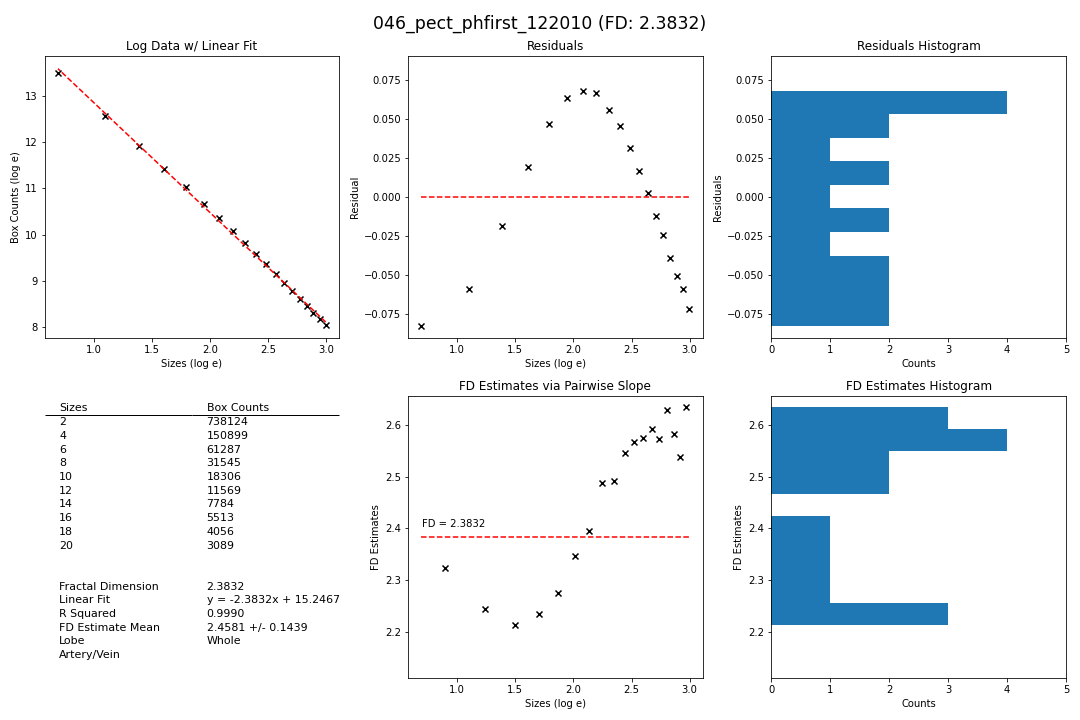 046_pect_phfirst_122010 (FD: 2.3832)
Log Data w/ Linear Fit
Box Counts (log e)
13
12
11
10
9
8
1.0 1.5 2.0 2.5 3.0
Sizes (log e)
Residuals
Residual
0.075
0.050
0.025
0.000
−0.025
−0.050
−0.075
1.0 1.5 2.0 2.5 3.0
Sizes (log e)
Residuals Histogram
Residuals
0.075
0.050
0.025
0.000
−0.025
−0.050
−0.075
0 1 2 3 4 5
Counts
Sizes Box Counts
2 738124
4 150899
6 61287
8 31545
10 18306
12 11569
14 7784
16 5513
18 4056
20 3089
Fractal Dimension 2.3832
Linear Fit y = -2.3832x + 15.2467
R Squared 0.9990
FD Estimate Mean 2.4581 +/- 0.1439
Lobe Whole
Artery/Vein
FD Estimates via Pairwise Slope
FD Estimates
2.6
2.5
2.4
2.3
2.2
FD = 2.3832
1.0 1.5 2.0 2.5 3.0
Sizes (log e)
FD Estimates Histogram
FD Estimates
2.6
2.5
2.4
2.3
2.2
0 1 2 3 4 5
Counts